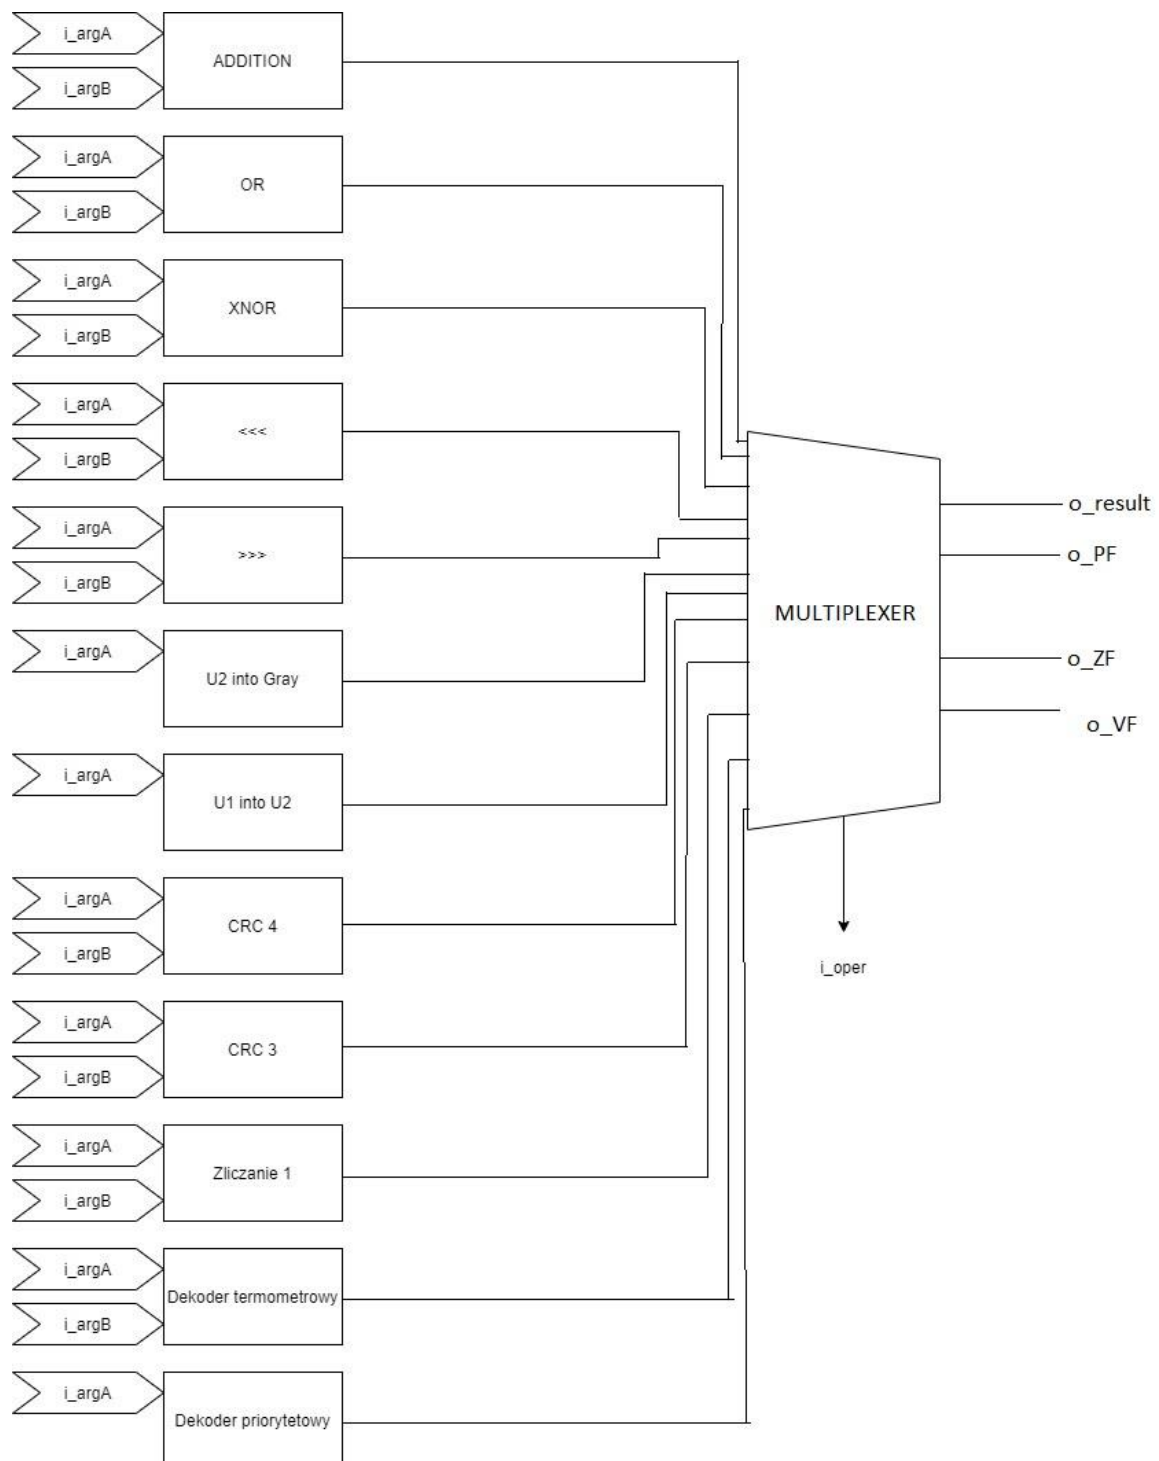 i_argA
ADDITION
i_argB
i_argA
OR
i_argB
i_argA
XNOR
i_argB
i_argA
<<<
i_argB
i_argA
>>>
i_argB
i_argA
U2 into Gray
i_argA
U1 into U2
i_argA
CRC 4
i_argB
i_argA
CRC 3
i_argB
i_argA
Zliczanie 1
i_argB
i_argA
Dekoder termometrowy
i_argB
i_argA
Dekoder priorytetowy
MULTIPLEXER
o_result
o_PF
o_ZF
o_VF
i_oper